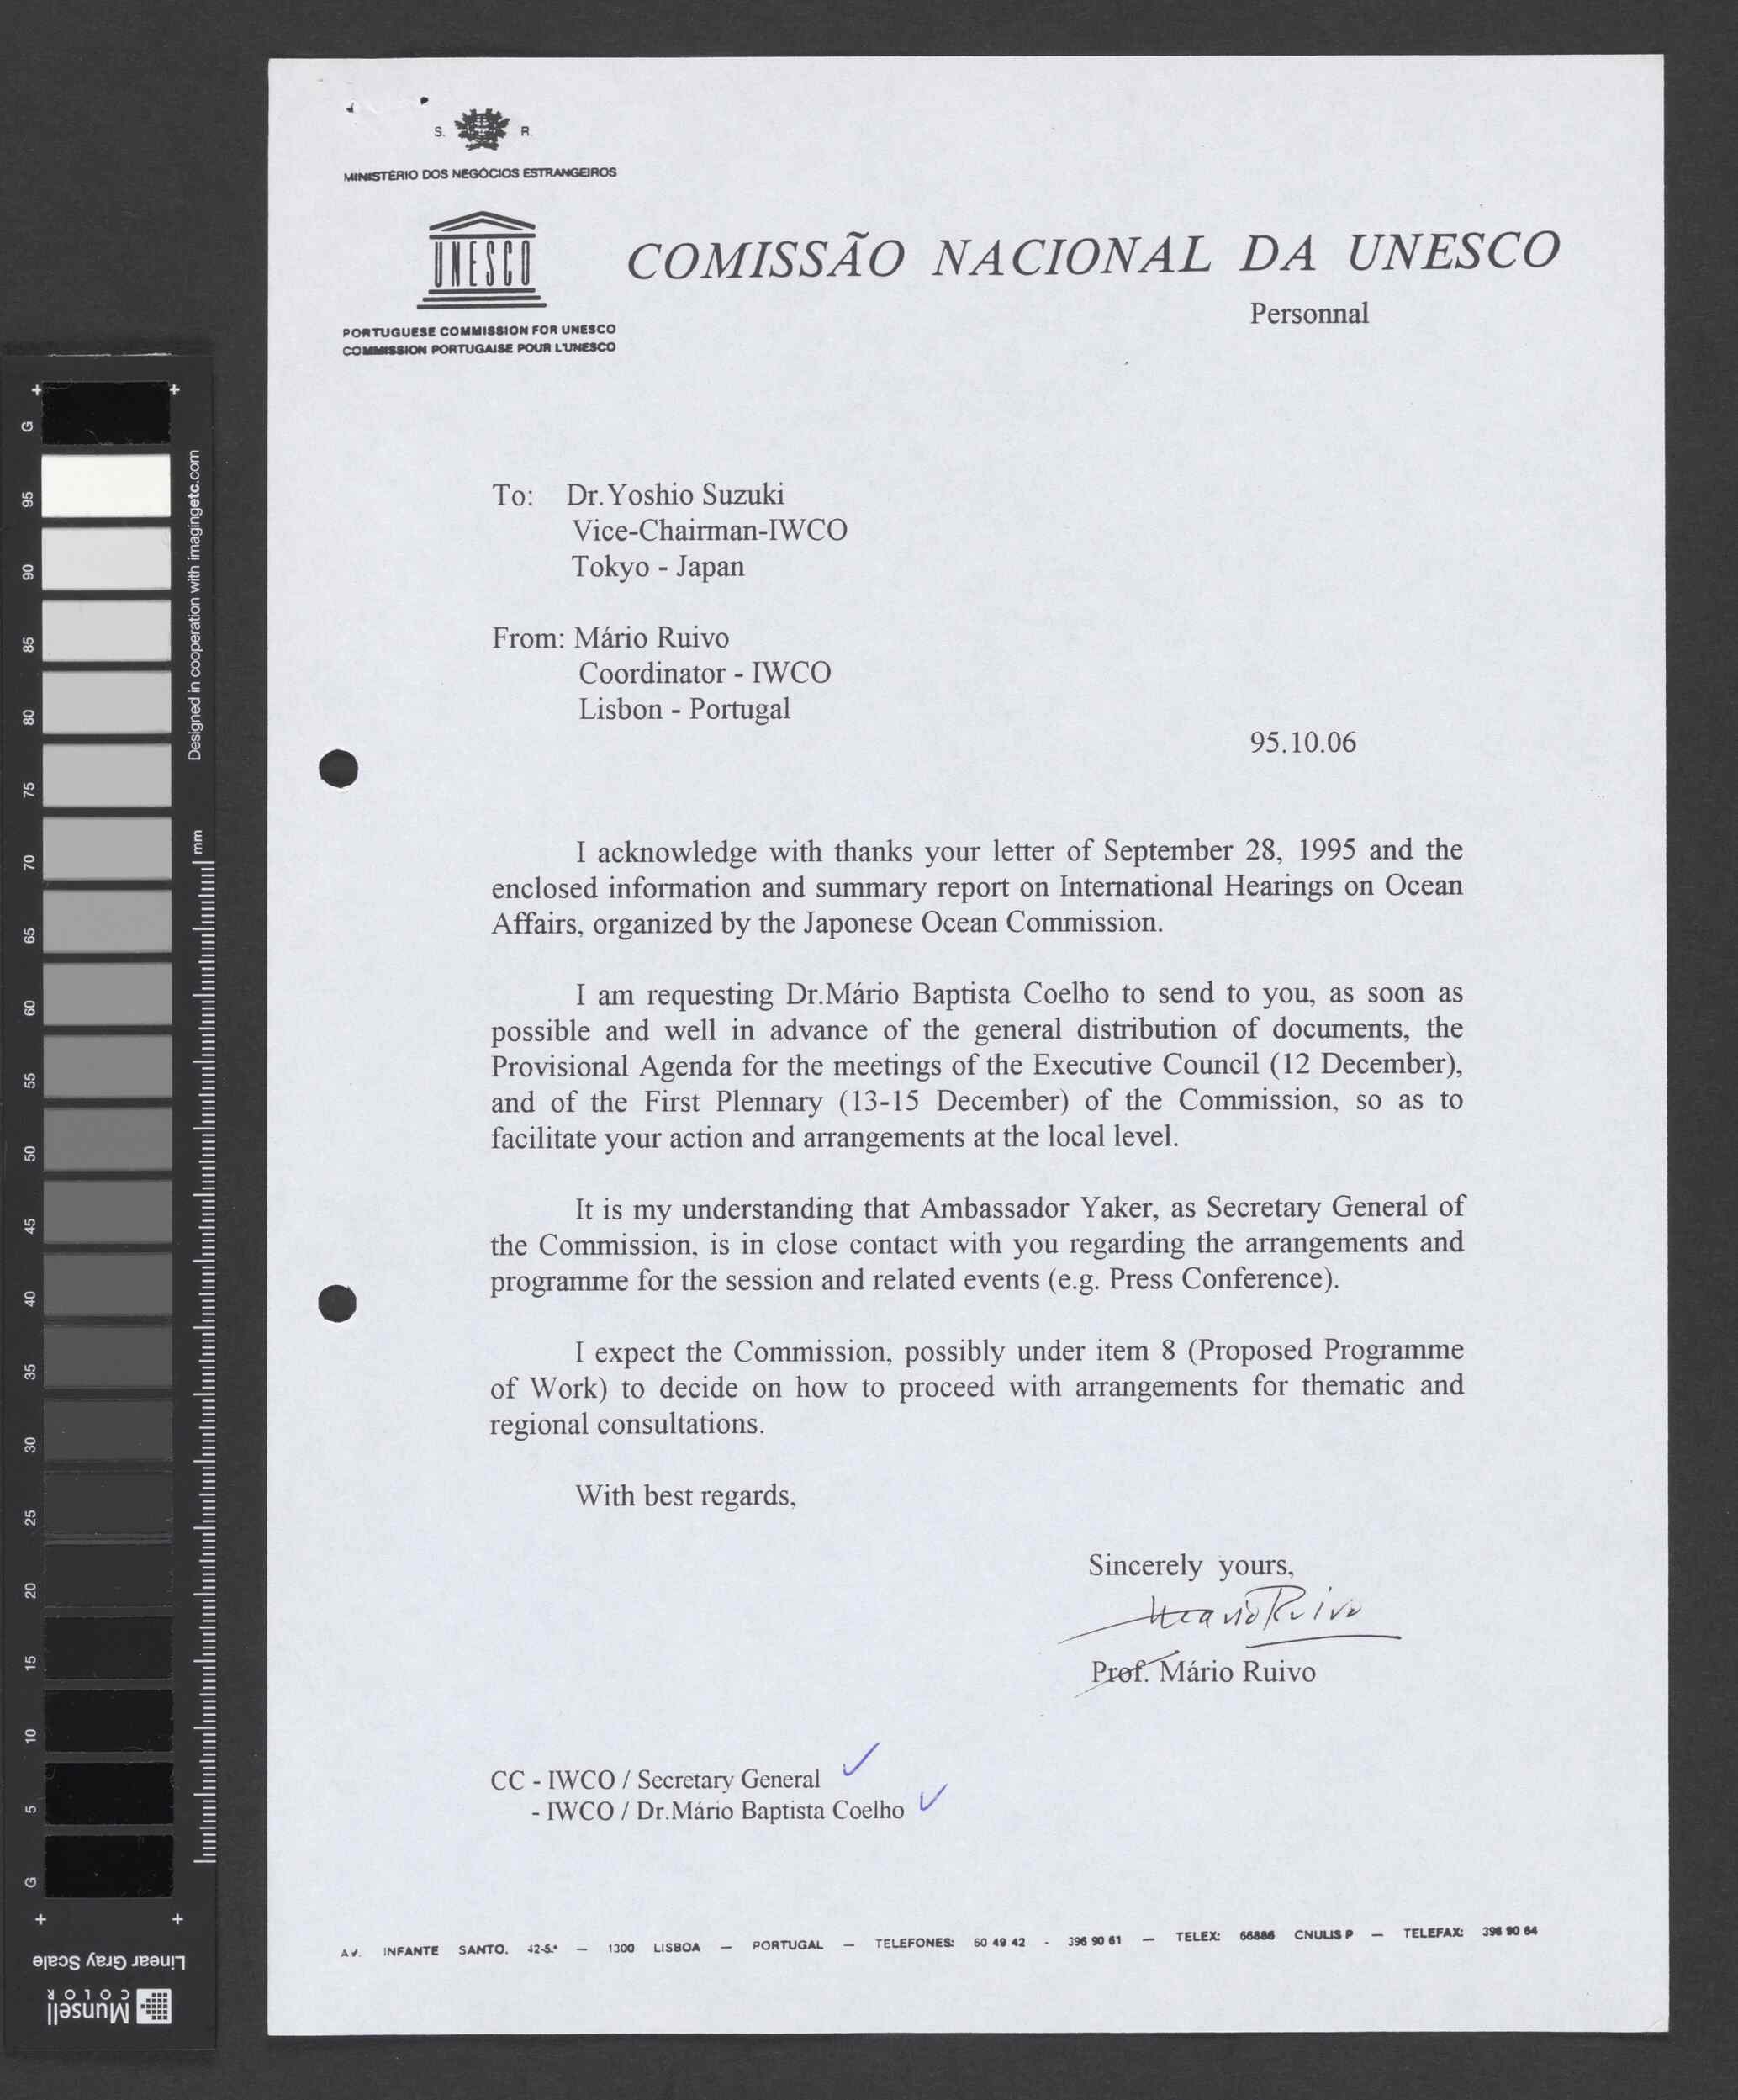 S. R.
MINISTÉRIO DOS NEGÓCIOS ESTRANGEIROS
UNESCO
COMISSÃO NACIONAL DA UNESCO
Personnal
PORTUGUESE COMMISSION FOR UNESCO
COMMISSION PORTUGAISE POUR L'UNESCO
To: Dr.Yoshio Suzuki
Vice-Chairman-IWCO
Tokyo - Japan
From: Mário Ruivo
Coordinator - IWCO
Lisbon - Portugal
95.10.06
I acknowledge with thanks your letter of September 28, 1995 and the
enclosed information and summary report on International Hearings on Ocean
Affairs, organized by the Japonese Ocean Commission.
I am requesting Dr.Mário Baptista Coelho to send to you, as soon as
possible and well in advance of the general distribution of documents, the
Provisional Agenda for the meetings of the Executive Council (12 December),
and of the First Plennary (13-15 December) of the Commission, so as to
facilitate your action and arrangements at the local level.
It is my understanding that Ambassador Yaker, as Secretary General of
the Commission, is in close contact with you regarding the arrangements and
programme for the session and related events (e.g. Press Conference).
I expect the Commission, possibly under item 8 (Proposed Programme
of Work) to decide on how to proceed with arrangements for thematic and
regional consultations.
With best regards,
Sincerely yours,
Mario Ruivo
Prof. Mário Ruivo
CC - IWCO / Secretary General
- IWCO / Dr.Mário Baptista Coelho
AV. INFANTE SANTO, 42-5.º — 1300 LISBOA — PORTUGAL — TELEFONES: 60 49 42 - 396 90 61 — TELEX: 66886 CNULIS P — TELEFAX: 396 90 64
G 95 90 85 80 75 70 65 60 55 50 45 40 35 30 25 20 15 10 5 G
Designed in cooperation with imagingetc.com
mm
Linear Gray Scale
Munsell
COLOR